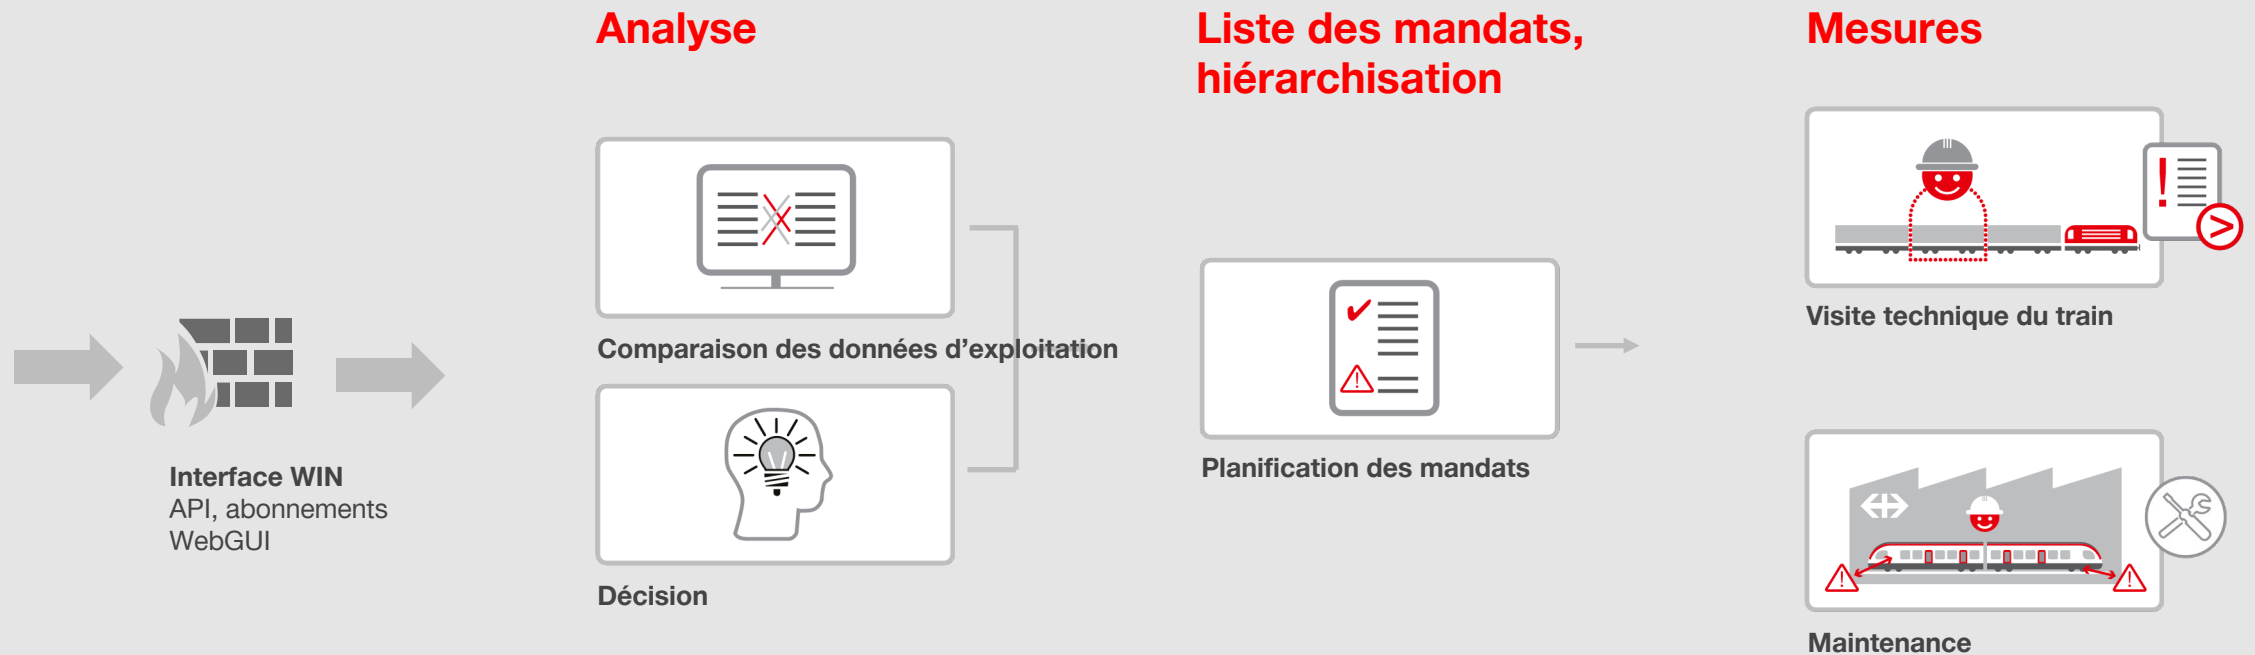 Analyse
Liste des mandats,
hiérarchisation
Mesures
Comparaison des données d’exploitation
Visite technique du train
Interface WIN
API, abonnements
WebGUI
Planification des mandats
Décision
Maintenance